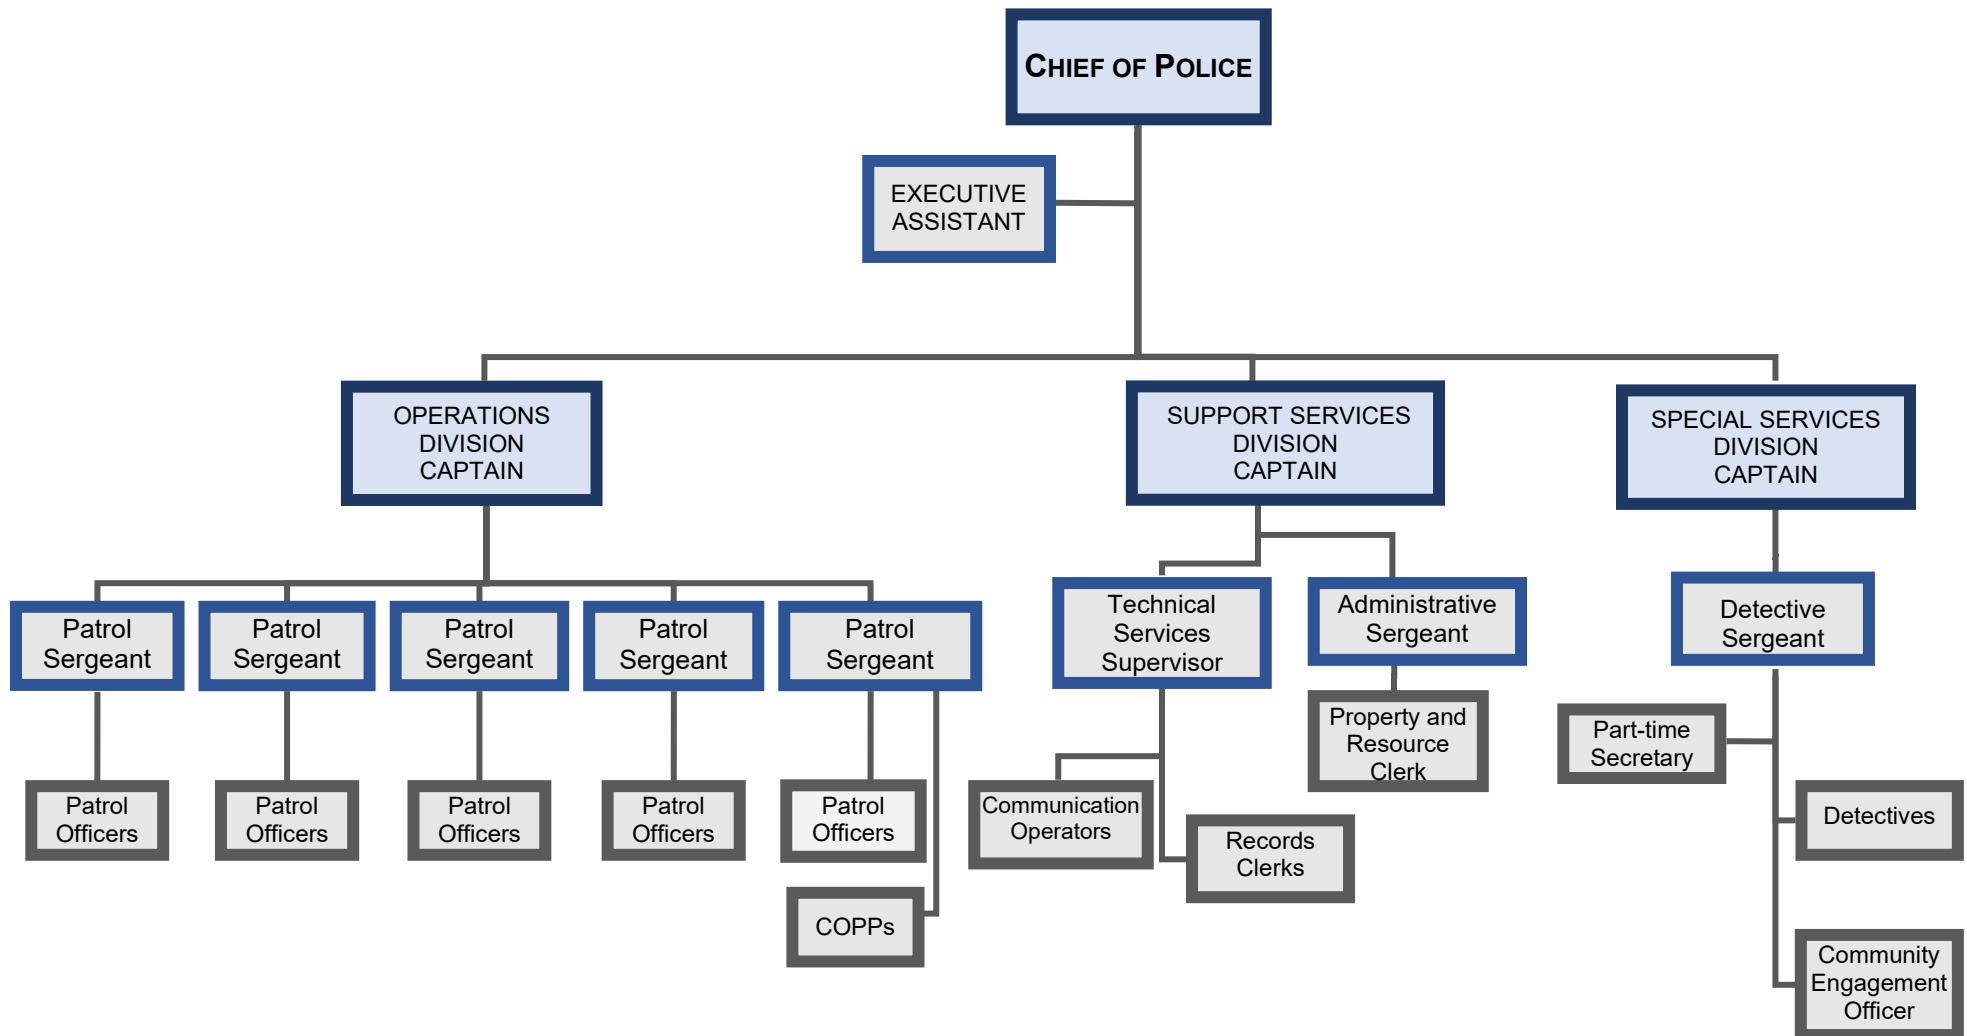 CHIEF OF POLICE
EXECUTIVE
ASSISTANT
OPERATIONS
DIVISION
CAPTAIN
SUPPORT SERVICES
DIVISION
CAPTAIN
SPECIAL SERVICES
DIVISION
CAPTAIN
Patrol
Sergeant
Patrol
Sergeant
Patrol
Sergeant
Patrol
Sergeant
Patrol
Sergeant
Technical
Services
Supervisor
Administrative
Sergeant
Detective
Sergeant
Patrol
Officers
Patrol
Officers
Patrol
Officers
Patrol
Officers
Patrol
Officers
COPPs
Communication
Operators
Records
Clerks
Property and
Resource
Clerk
Part-time
Secretary
Detectives
Community
Engagement
Officer